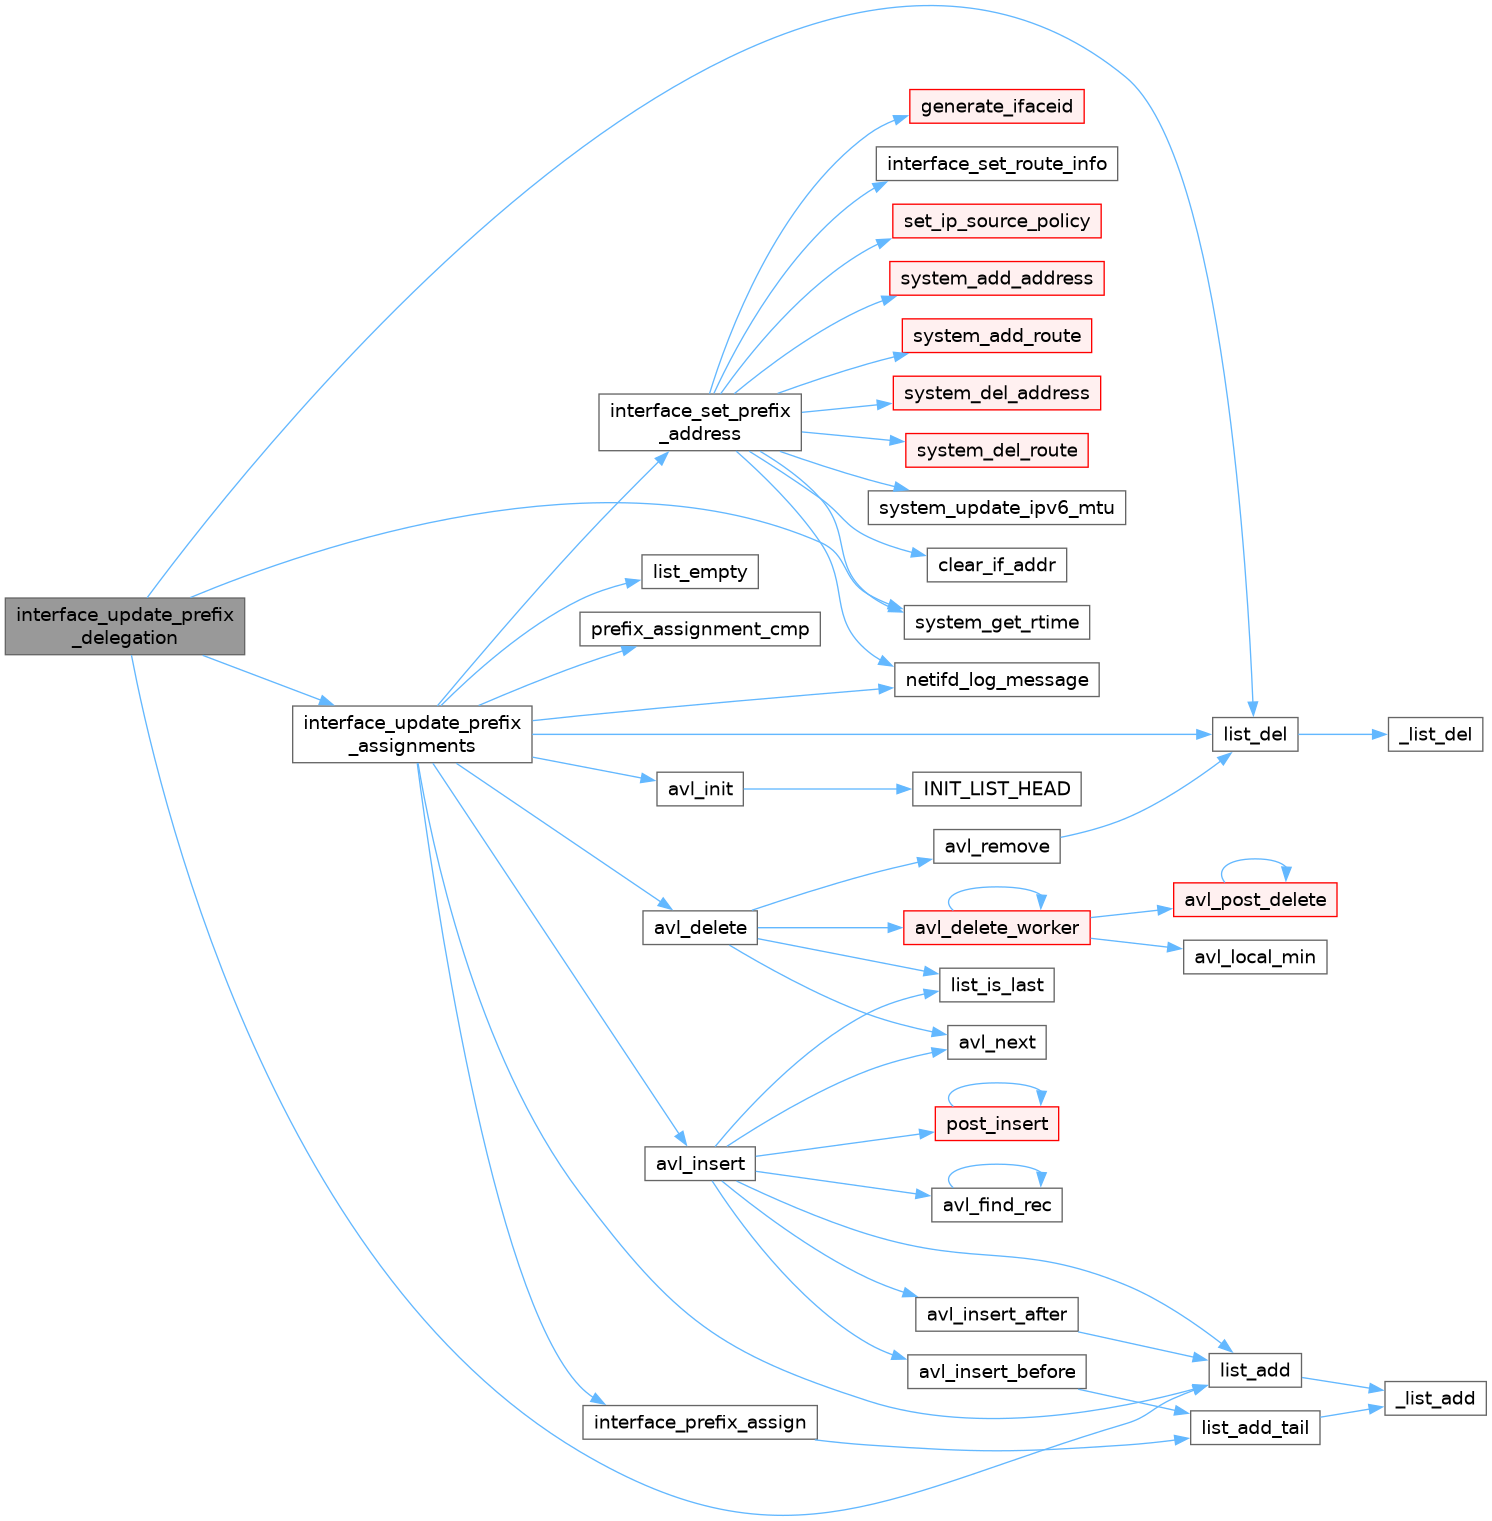 generate_ifaceid
interface_set_route_info
set_ip_source_policy
system_add_address
system_add_route
system_del_address
interface_set_prefix
_address
system_del_route
system_update_ipv6_mtu
clear_if_addr
list_empty
interface_update_prefix
_delegation
system_get_rtime
prefix_assignment_cmp
netifd_log_message
interface_update_prefix
_assignments
list_del
_list_del
avl_init
INIT_LIST_HEAD
avl_remove
avl_post_delete
avl_delete
avl_delete_worker
avl_local_min
list_is_last
avl_next
post_insert
avl_insert
avl_find_rec
avl_insert_after
avl_insert_before
list_add
_list_add
interface_prefix_assign
list_add_tail